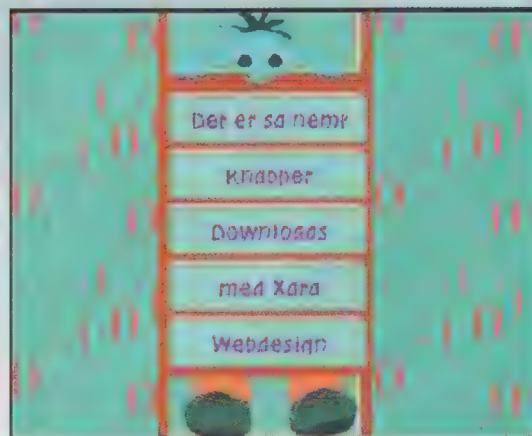 Det er så nemt
Knapper
Downloads
med Xara
Webdesign